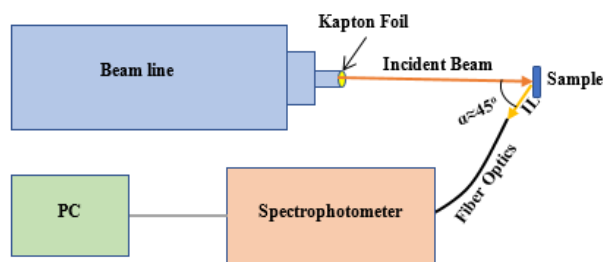 Kapton Foil
Beam line
Incident Beam
Sample
α≈45°
IL
Fiber Optics
PC
Spectrophotometer